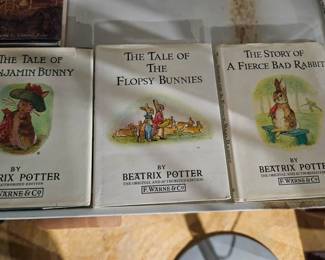 THE TALE OF
BENJAMIN BUNNY
BY
BEATRIX POTTER
AUTHORIZED EDITION
F. WARNE & Co
THE TALE OF
THE
FLOPSY BUNNIES
BY
BEATRIX POTTER
THE ORIGINAL AND AUTHORIZED EDITION
F. WARNE & Co
THE STORY OF
A FIERCE BAD RABBIT
BY
BEATRIX POTTER
THE ORIGINAL AND AUTHORIZED EDITION
F. WARNE & Co